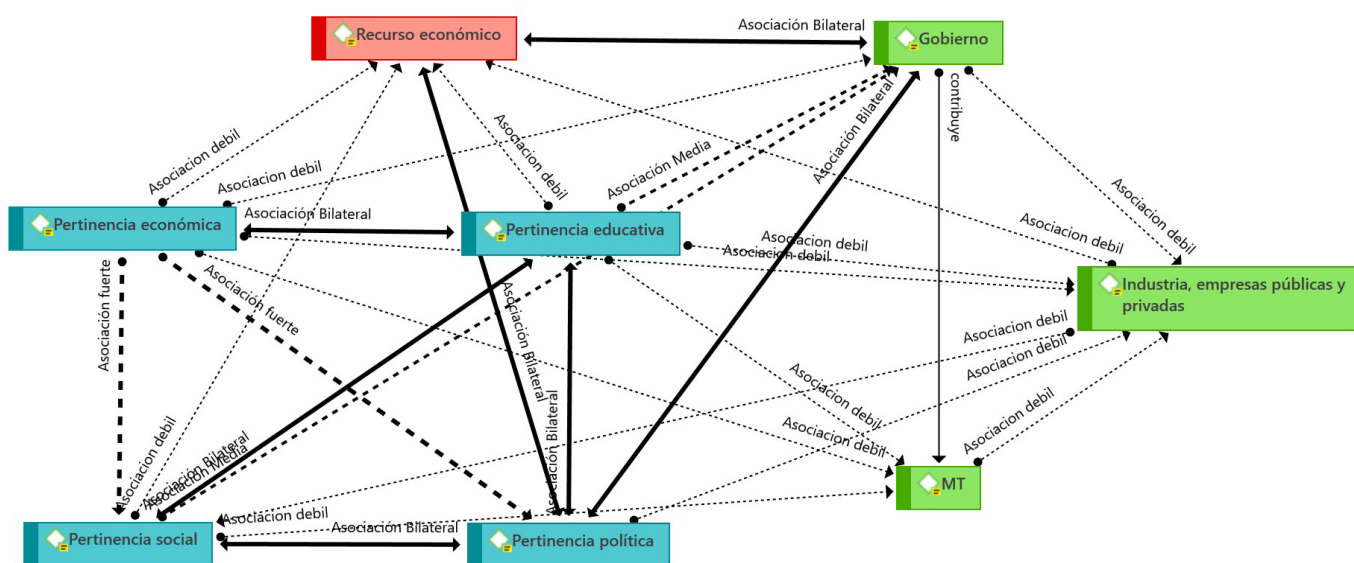 Recurso económico
Asociación Bilateral
Gobierno
Asociacion debil
Asociacion debil
Asociacion debil
Asociación Media
Asociación Bilateral
contribuye
Asociacion debil
Pertinencia económica
Asociación Bilateral
Pertinencia educativa
Asociacion debil
Asociacion debil
Asociacion debil
Industria, empresas públicas y
privadas
Asociación fuerte
Asociación fuerte
Asociación Bilateral
Asociación Bilateral
Asociacion debil
Asociacion debil
Asociacion debil
Asociacion debil
Asociacion debil
MT
Asociacion debil
Asociación Bilateral
Asociación Media
Asociacion debil
Asociación Bilateral
Pertinencia social
Pertinencia política